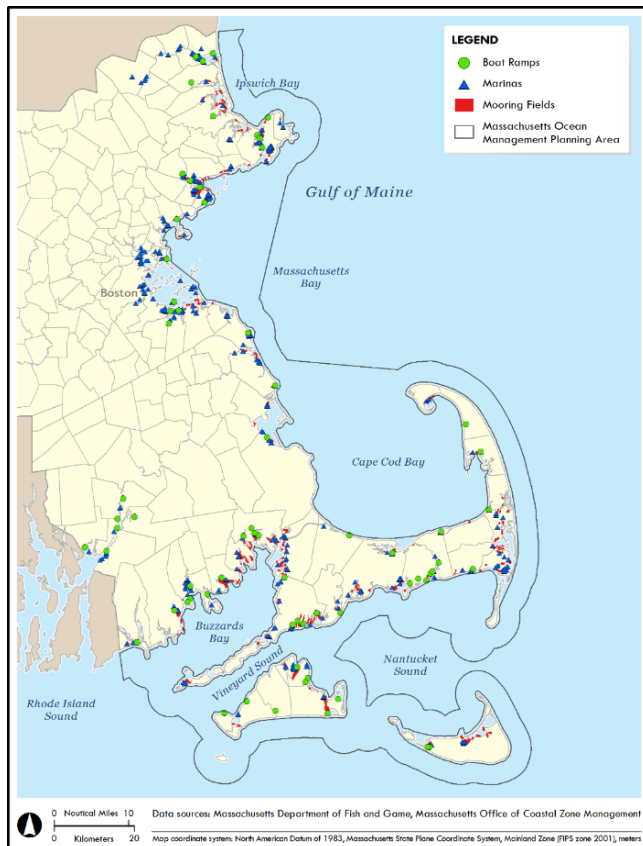 LEGEND
Boat Ramps
Marinas
Mooring Fields
Massachusetts Ocean
Management Planning Area
Ipswich Bay
Gulf of Maine
Massachusetts
Bay
Boston
Cape Cod Bay
Buzzards
Bay
Vineyard Sound
Nantucket
Sound
Rhode Island
Sound
0 Nautical Miles 10
0 Kilometers 20
Data sources: Massachusetts Department of Fish and Game, Massachusetts Office of Coastal Zone Management
Map coordinate system: North American Datum of 1983, Massachusetts State Plane Coordinate System, Mainland Zone (FIPS zone 2001), meters